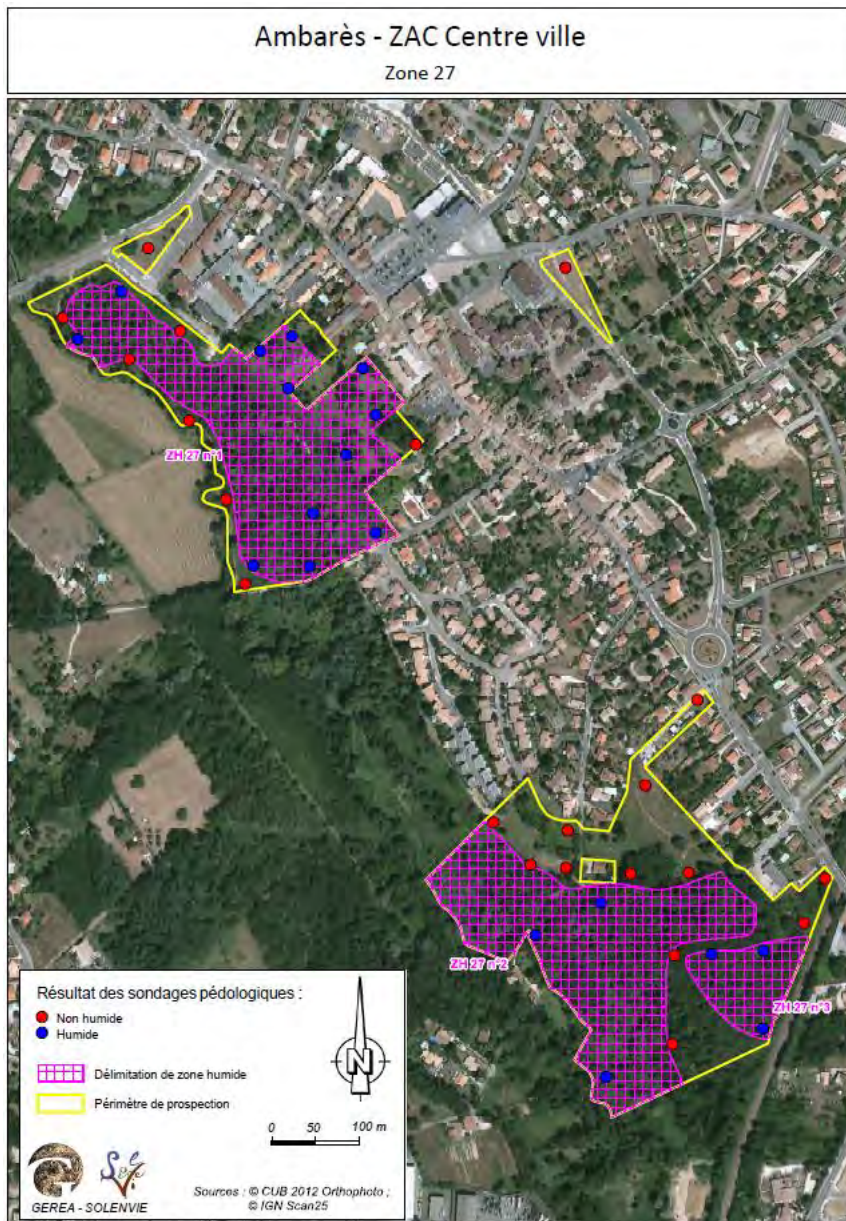 Ambarès - ZAC Centre ville
Zone 27
ZH 27 n°1
ZH 27 n°2
ZH 27 n°3
Résultat des sondages pédologiques :
Non humide
Humide
Délimitation de zone humide
Périmètre de prospection
N
0 50 100 m
GEREA - SOLENVIE
Sources : © CUB 2012 Orthophoto ;
© IGN Scan25